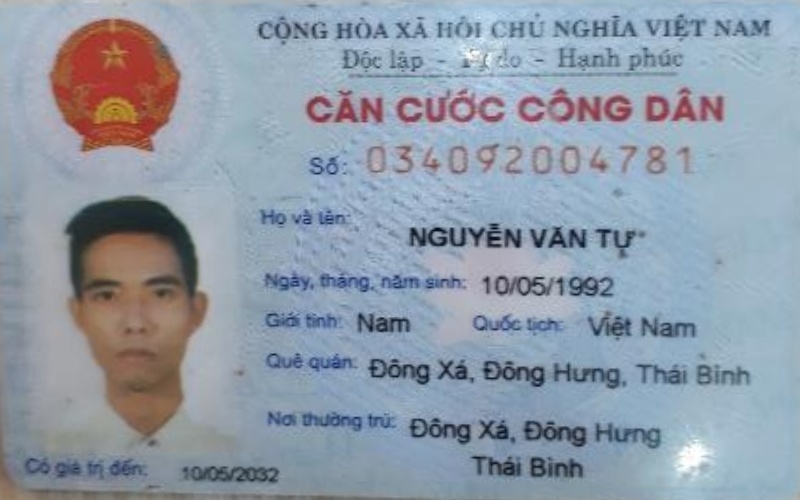 CỘNG HÒA XÃ HỘI CHỦ NGHĨA VIỆT NAM
Độc lập - Tự do - Hạnh phúc
CĂN CƯỚC CÔNG DÂN
Số: 034092004781
Họ và tên:
NGUYỄN VĂN TỰ
Ngày, tháng, năm sinh: 10/05/1992
Giới tính: Nam Quốc tịch: Việt Nam
Quê quán: Đông Xá, Đông Hưng, Thái Bình
Nơi thường trú: Đông Xá, Đông Hưng
Thái Bình
Có giá trị đến: 10/05/2032